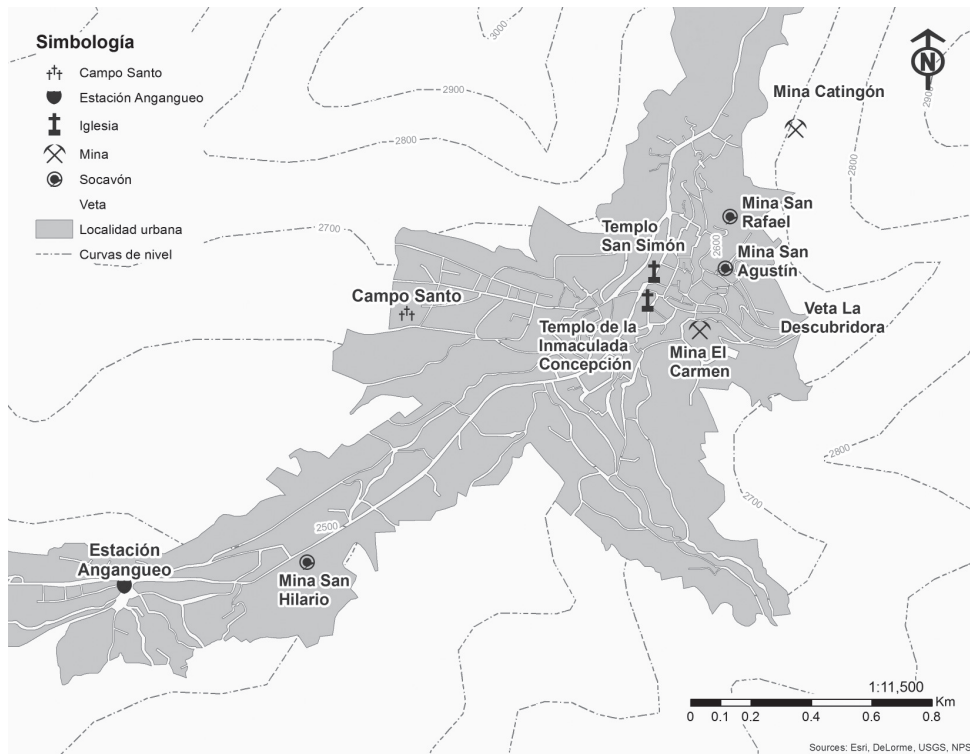 Simbología
Campo Santo
Estación Angangueo
Iglesia
Mina
Socavón
Veta
Localidad urbana
Curvas de nivel
3000
2900
2800
2700
N
Mina Catingón
2900
2800
Mina San
Rafael
2600
Mina San
Agustín
Templo
San Simón
Campo Santo
Templo de la
Inmaculada
Concepción
Veta La
Descubridora
Mina El
Carmen
2800
2700
2500
Estación
Angangueo
Mina San
Hilario
1:11,500
Km
0 0.1 0.2 0.4 0.6 0.8
Sources: Esri, DeLorme, USGS, NPS